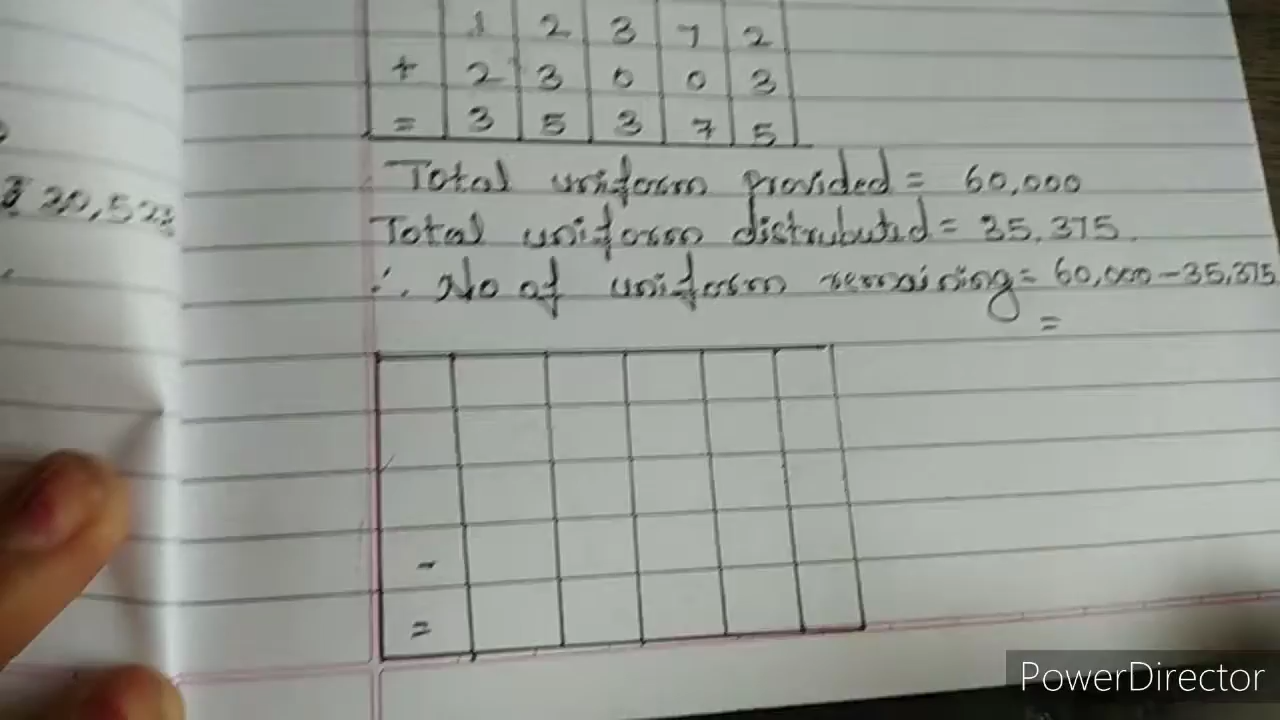 1 2 3 7 2
+ 2 3 0 0 3
= 3 5 3 7 5
Total uniform provided = 60,000
Total uniform distrubuted = 35,375.
∴ No of uniform remaining = 60,000 - 35,375
=
-
=
PowerDirector